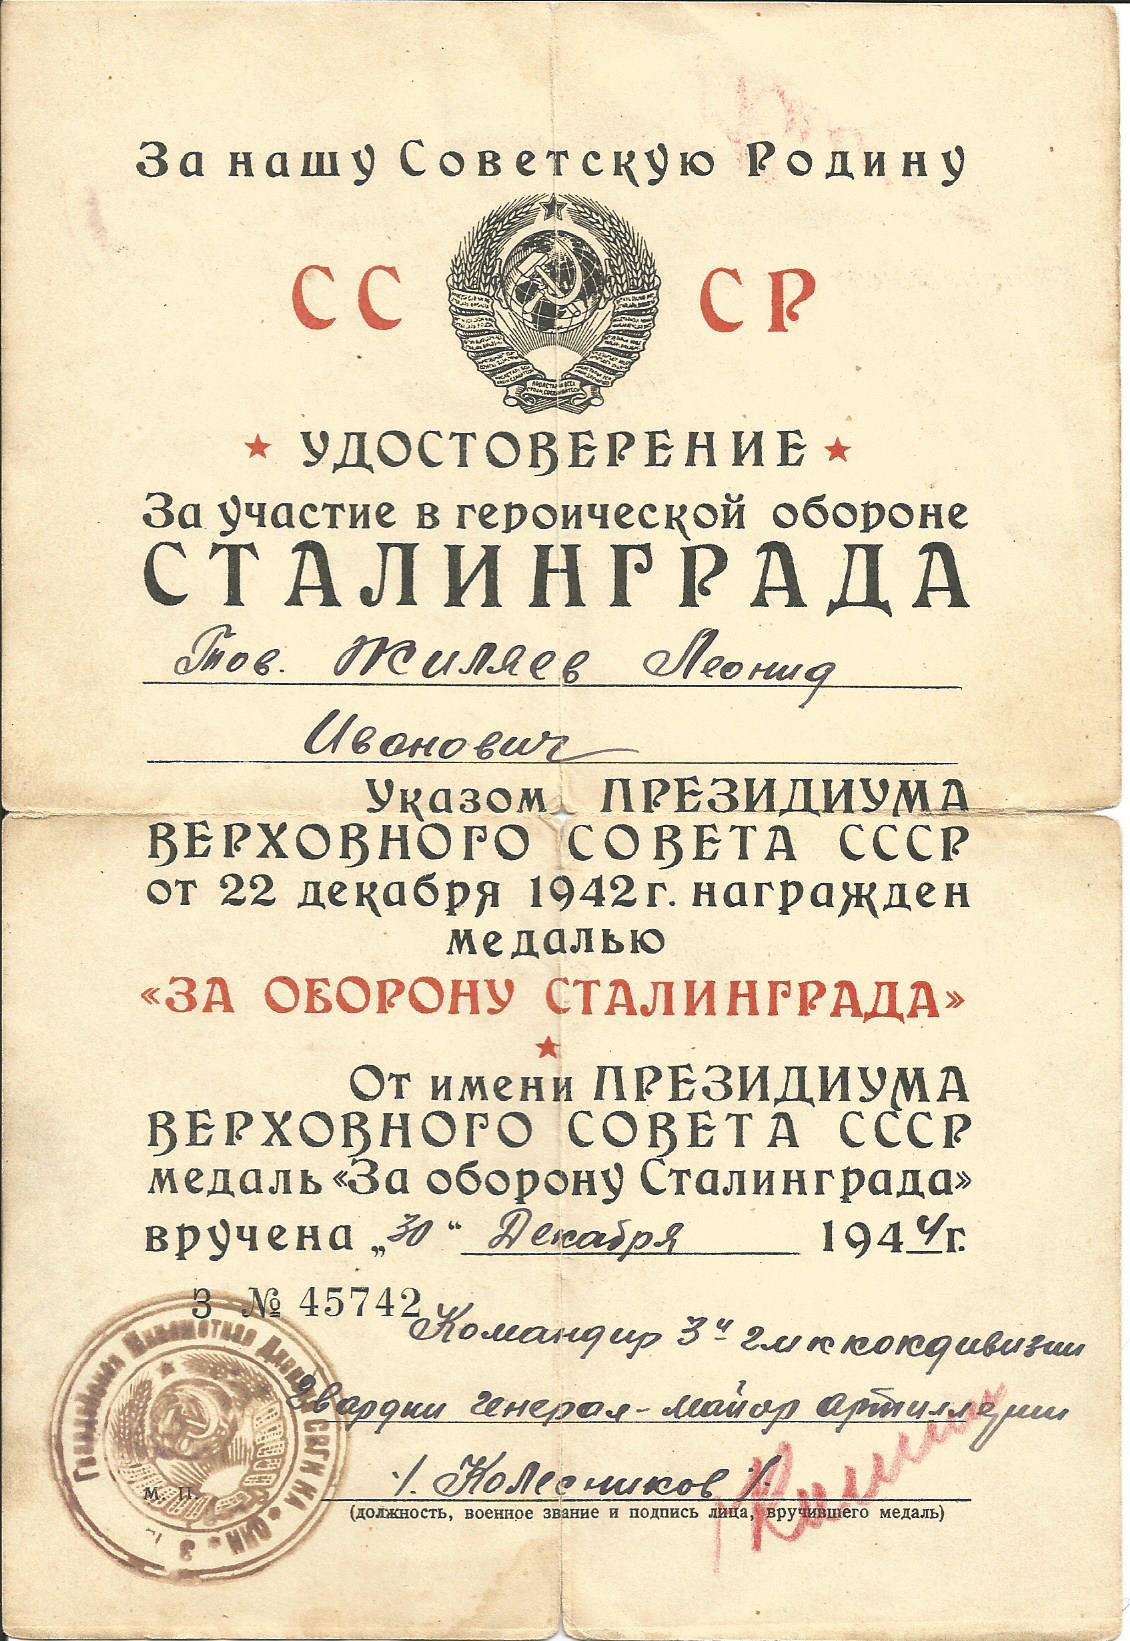 За нашу Советскую Родину
СС СР
УДОСТОВЕРЕНИЕ
За участие в героической обороне
СТАЛИНГРАДА
Тов. Жиляев Леонид
Иванович
Указом ПРЕЗИДИУМА
ВЕРХОВНОГО СОВЕТА СССР
от 22 декабря 1942 г. награжден
медалью
«ЗА ОБОРОНУ СТАЛИНГРАДА»
От имени ПРЕЗИДИУМА
ВЕРХОВНОГО СОВЕТА СССР
медаль «За оборону Сталинграда»
вручена „30“ Декабря 1944 г.
З № 45742
Командир 3й
гвардии генерал-майор артиллерии
/. Колесников /.
м. п.
(должность, военное звание и подпись лица, вручившего медаль)